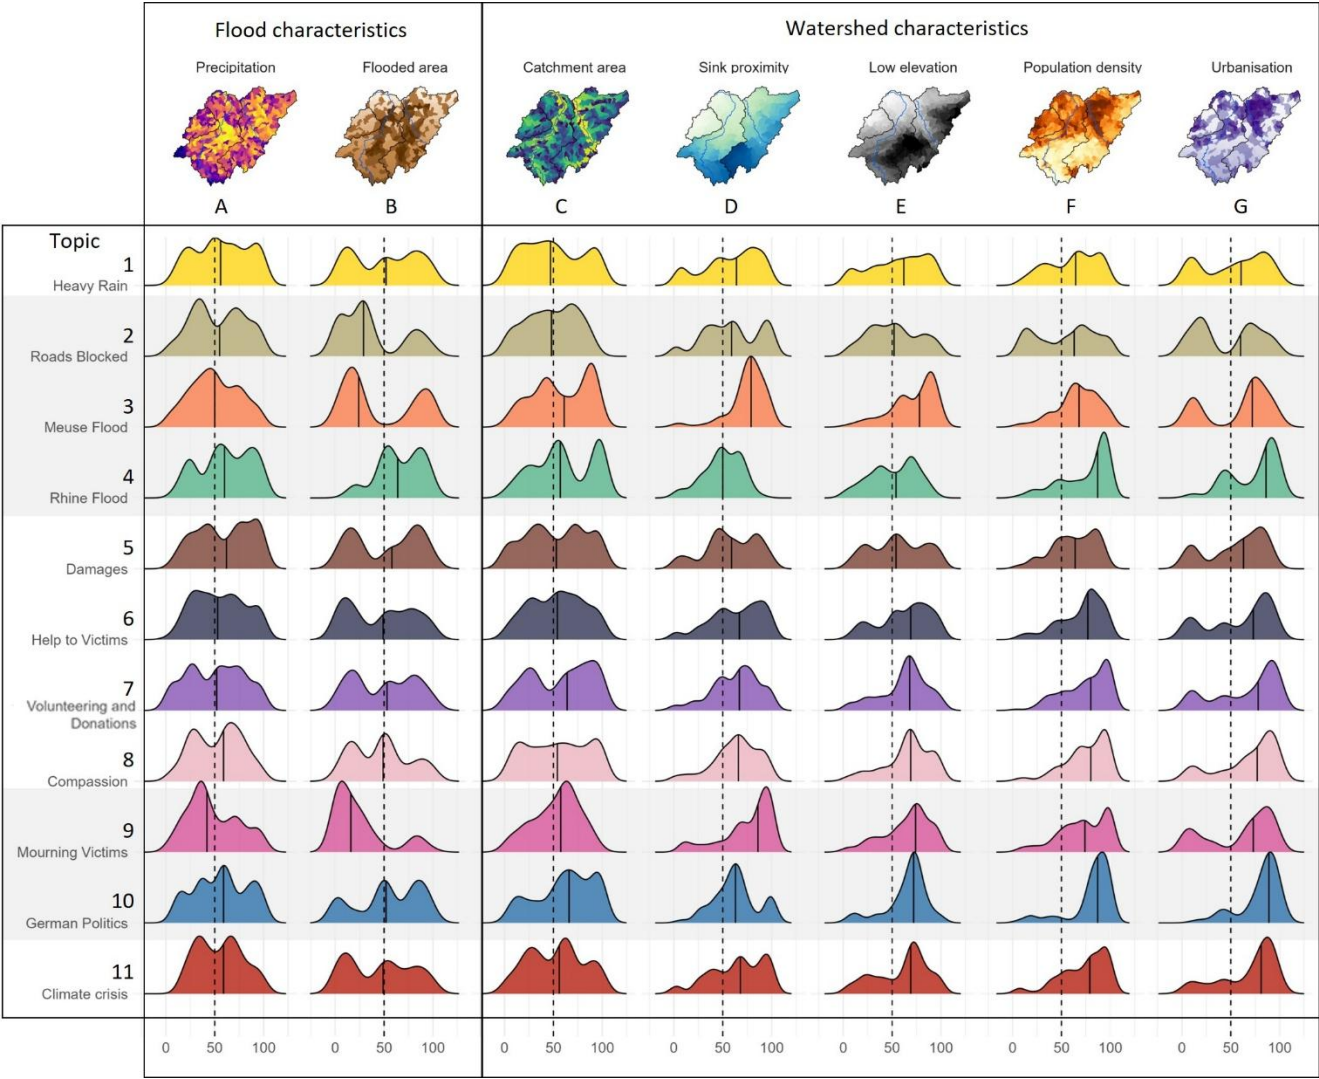 Flood characteristics
Watershed characteristics
Precipitation
Flooded area
Catchment area
Sink proximity
Low elevation
Population density
Urbanisation
A
B
C
D
E
F
G
Topic
1
Heavy Rain
2
Roads Blocked
3
Meuse Flood
4
Rhine Flood
5
Damages
6
Help to Victims
7
Volunteering and
Donations
8
Compassion
9
Mourning Victims
10
German Politics
11
Climate crisis
0 50 100
0 50 100
0 50 100
0 50 100
0 50 100
0 50 100
0 50 100